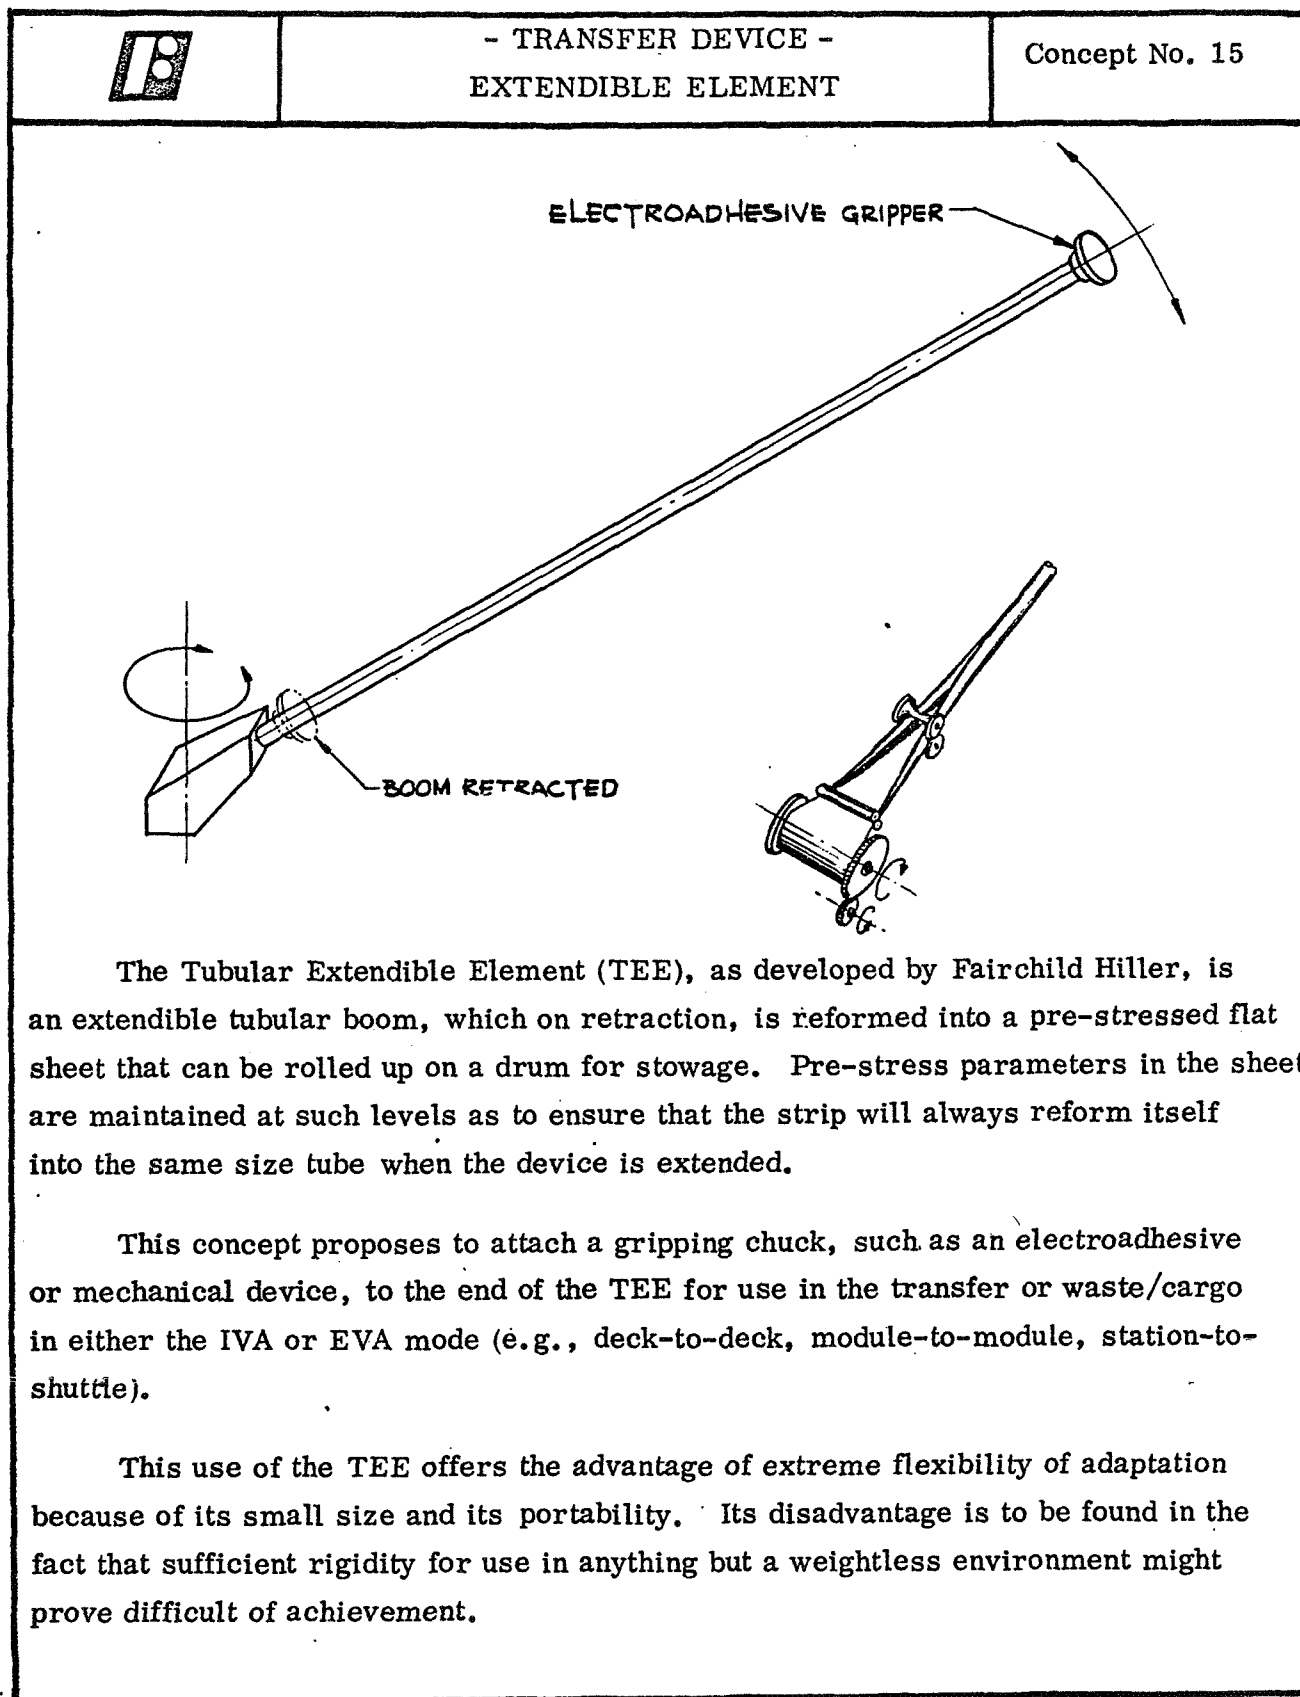 - TRANSFER DEVICE -
EXTENDIBLE ELEMENT
Concept No. 15
ELECTROADHESIVE GRIPPER
BOOM RETRACTED
The Tubular Extendible Element (TEE), as developed by Fairchild Hiller, is
an extendible tubular boom, which on retraction, is reformed into a pre-stressed flat
sheet that can be rolled up on a drum for stowage. Pre-stress parameters in the sheet
are maintained at such levels as to ensure that the strip will always reform itself
into the same size tube when the device is extended.
This concept proposes to attach a gripping chuck, such as an electroadhesive
or mechanical device, to the end of the TEE for use in the transfer or waste/cargo
in either the IVA or EVA mode (e.g., deck-to-deck, module-to-module, station-to-
shuttle).
This use of the TEE offers the advantage of extreme flexibility of adaptation
because of its small size and its portability. Its disadvantage is to be found in the
fact that sufficient rigidity for use in anything but a weightless environment might
prove difficult of achievement.